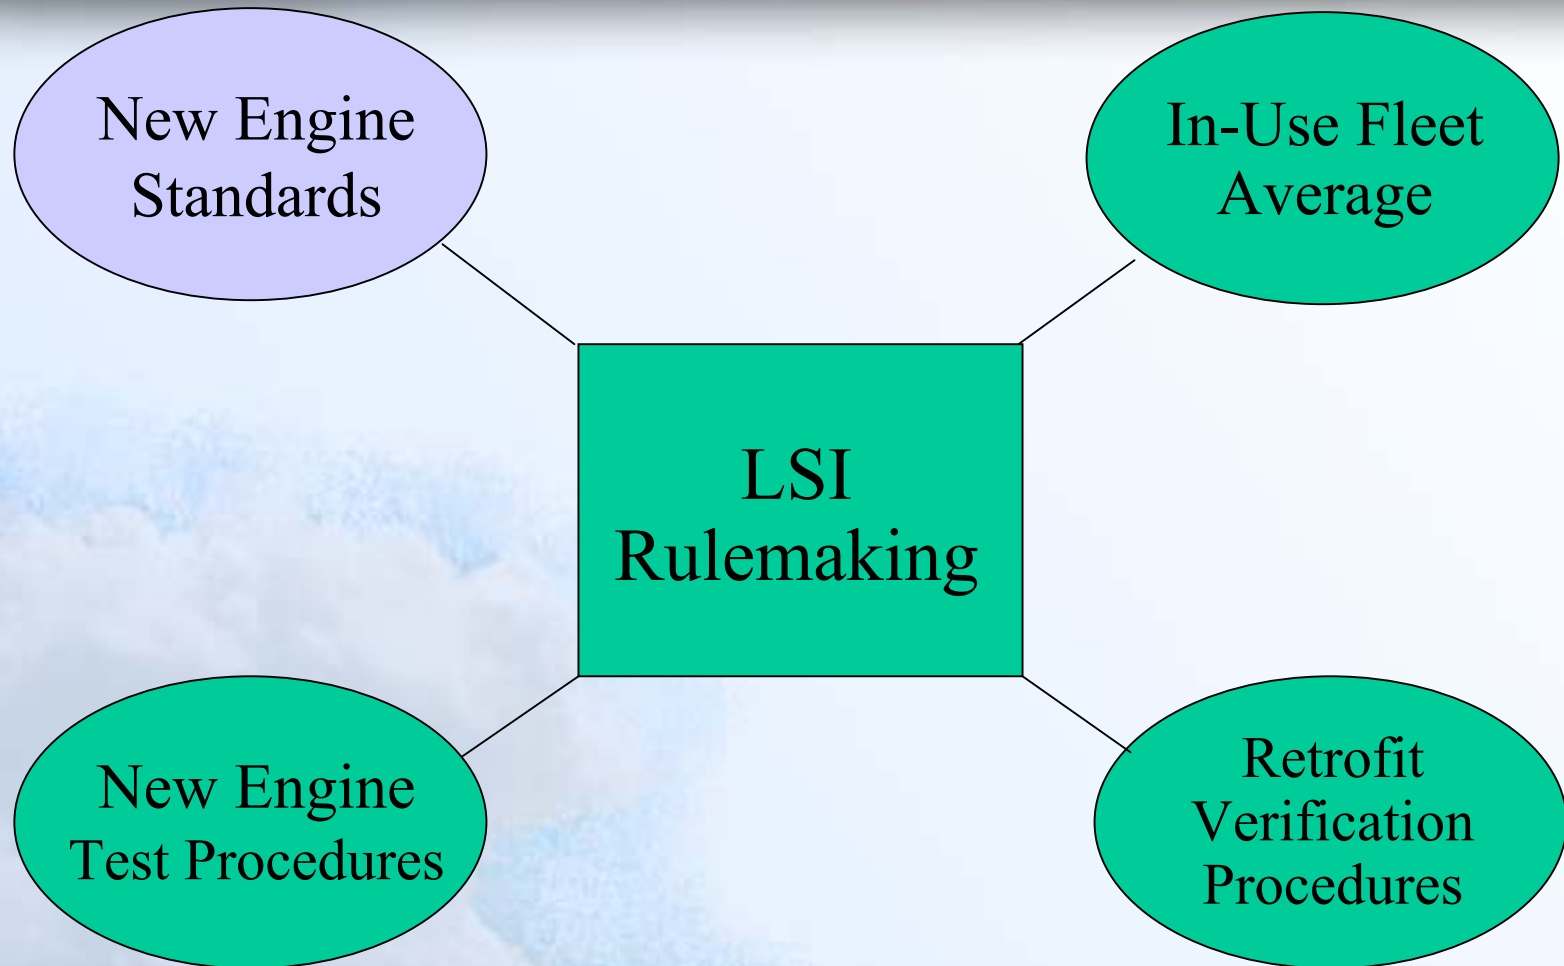 New Engine
Standards
In-Use Fleet
Average
LSI
Rulemaking
New Engine
Test Procedures
Retrofit
Verification
Procedures